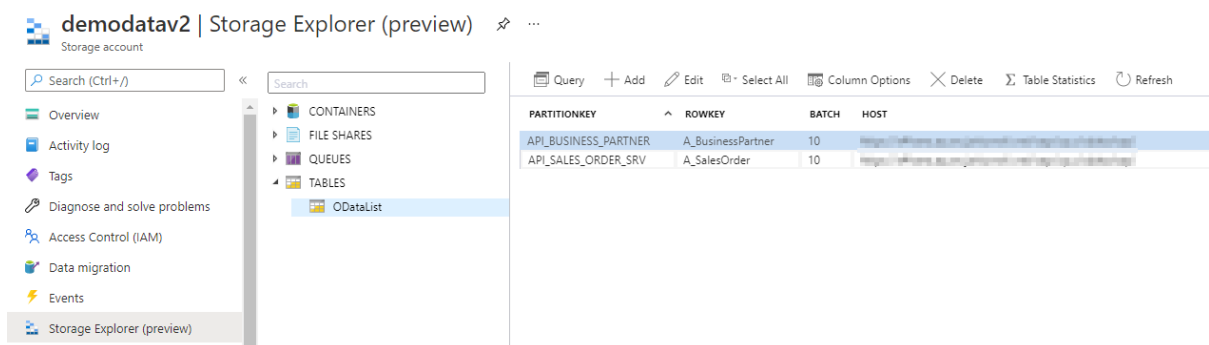 demodatav2 | Storage Explorer (preview) ...
Storage account
Search (Ctrl+/) «
Overview
Activity log
Tags
Diagnose and solve problems
Access Control (IAM)
Data migration
Events
Storage Explorer (preview)
Search
CONTAINERS
FILE SHARES
QUEUES
TABLES
ODataList
Query Add Edit Select All Column Options Delete Table Statistics Refresh
PARTITIONKEY ROWKEY BATCH HOST
API_BUSINESS_PARTNER A_BusinessPartner 10
API_SALES_ORDER_SRV A_SalesOrder 10